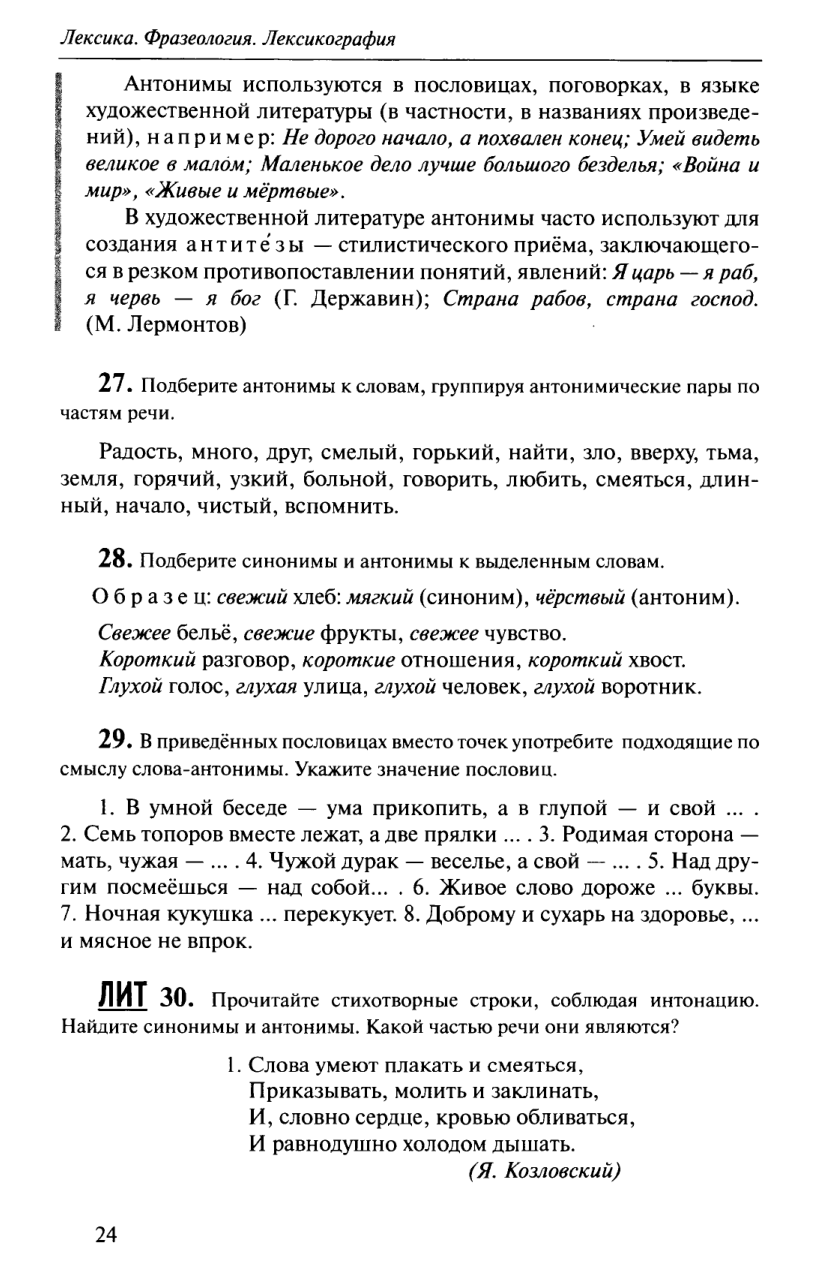 Лексика. Фразеология. Лексикография
Антонимы используются в пословицах, поговорках, в языке
художественной литературы (в частности, в названиях произведе-
ний), н а п р и м е р: Не дорого начало, а похвален конец; Умей видеть
великое в малом; Маленькое дело лучше большого безделья; «Война и
мир», «Живые и мёртвые».
В художественной литературе антонимы часто используют для
создания а н т и т е́ з ы — стилистического приёма, заключающего-
ся в резком противопоставлении понятий, явлений: Я царь — я раб,
я червь — я бог (Г. Державин); Страна рабов, страна господ.
(М. Лермонтов)
27. Подберите антонимы к словам, группируя антонимические пары по
частям речи.
Радость, много, друг, смелый, горький, найти, зло, вверху, тьма,
земля, горячий, узкий, больной, говорить, любить, смеяться, длин-
ный, начало, чистый, вспомнить.
28. Подберите синонимы и антонимы к выделенным словам.
О б р а з е ц: свежий хлеб: мягкий (синоним), чёрствый (антоним).
Свежее бельё, свежие фрукты, свежее чувство.
Короткий разговор, короткие отношения, короткий хвост.
Глухой голос, глухая улица, глухой человек, глухой воротник.
29. В приведённых пословицах вместо точек употребите подходящие по
смыслу слова-антонимы. Укажите значение пословиц.
1. В умной беседе — ума прикопить, а в глупой — и свой ... .
2. Семь топоров вместе лежат, а две прялки ... . 3. Родимая сторона —
мать, чужая — ... . 4. Чужой дурак — веселье, а свой — ... . 5. Над дру-
гим посмеёшься — над собой... . 6. Живое слово дороже ... буквы.
7. Ночная кукушка ... перекукует. 8. Доброму и сухарь на здоровье, ...
и мясное не впрок.
ЛИТ 30. Прочитайте стихотворные строки, соблюдая интонацию.
Найдите синонимы и антонимы. Какой частью речи они являются?
1. Слова умеют плакать и смеяться,
Приказывать, молить и заклинать,
И, словно сердце, кровью обливаться,
И равнодушно холодом дышать.
(Я. Козловский)
24